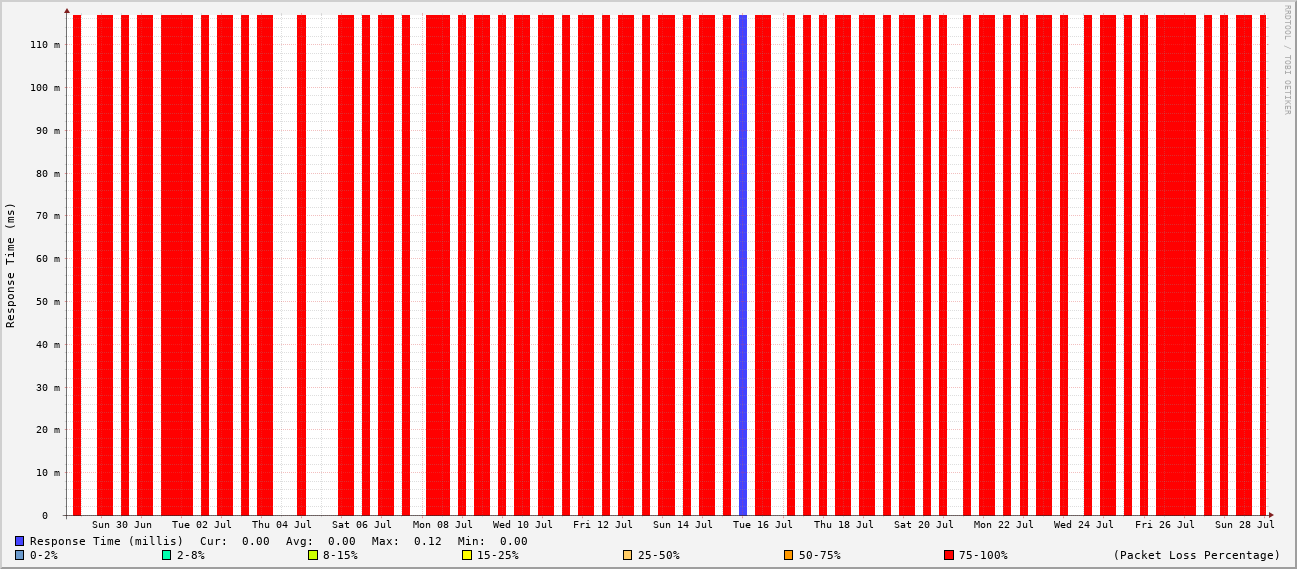 RRDTOOL / TOBI OETIKER
Response Time (ms)
110 m
100 m
90 m
80 m
70 m
60 m
50 m
40 m
30 m
20 m
10 m
0
Sun 30 Jun Tue 02 Jul Thu 04 Jul Sat 06 Jul Mon 08 Jul Wed 10 Jul Fri 12 Jul Sun 14 Jul Tue 16 Jul Thu 18 Jul Sat 20 Jul Mon 22 Jul Wed 24 Jul Fri 26 Jul Sun 28 Jul
Response Time (millis) Cur: 0.00 Avg: 0.00 Max: 0.12 Min: 0.00
0-2% 2-8% 8-15% 15-25% 25-50% 50-75% 75-100% (Packet Loss Percentage)